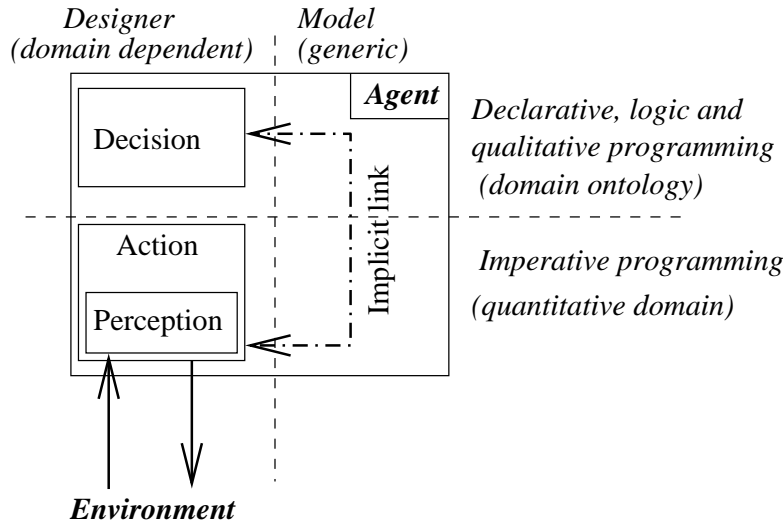 Designer
(domain dependent)
Model
(generic)
Agent
Decision
Declarative, logic and
qualitative programming
(domain ontology)
Implicit link
Action
Perception
Imperative programming
(quantitative domain)
Environment